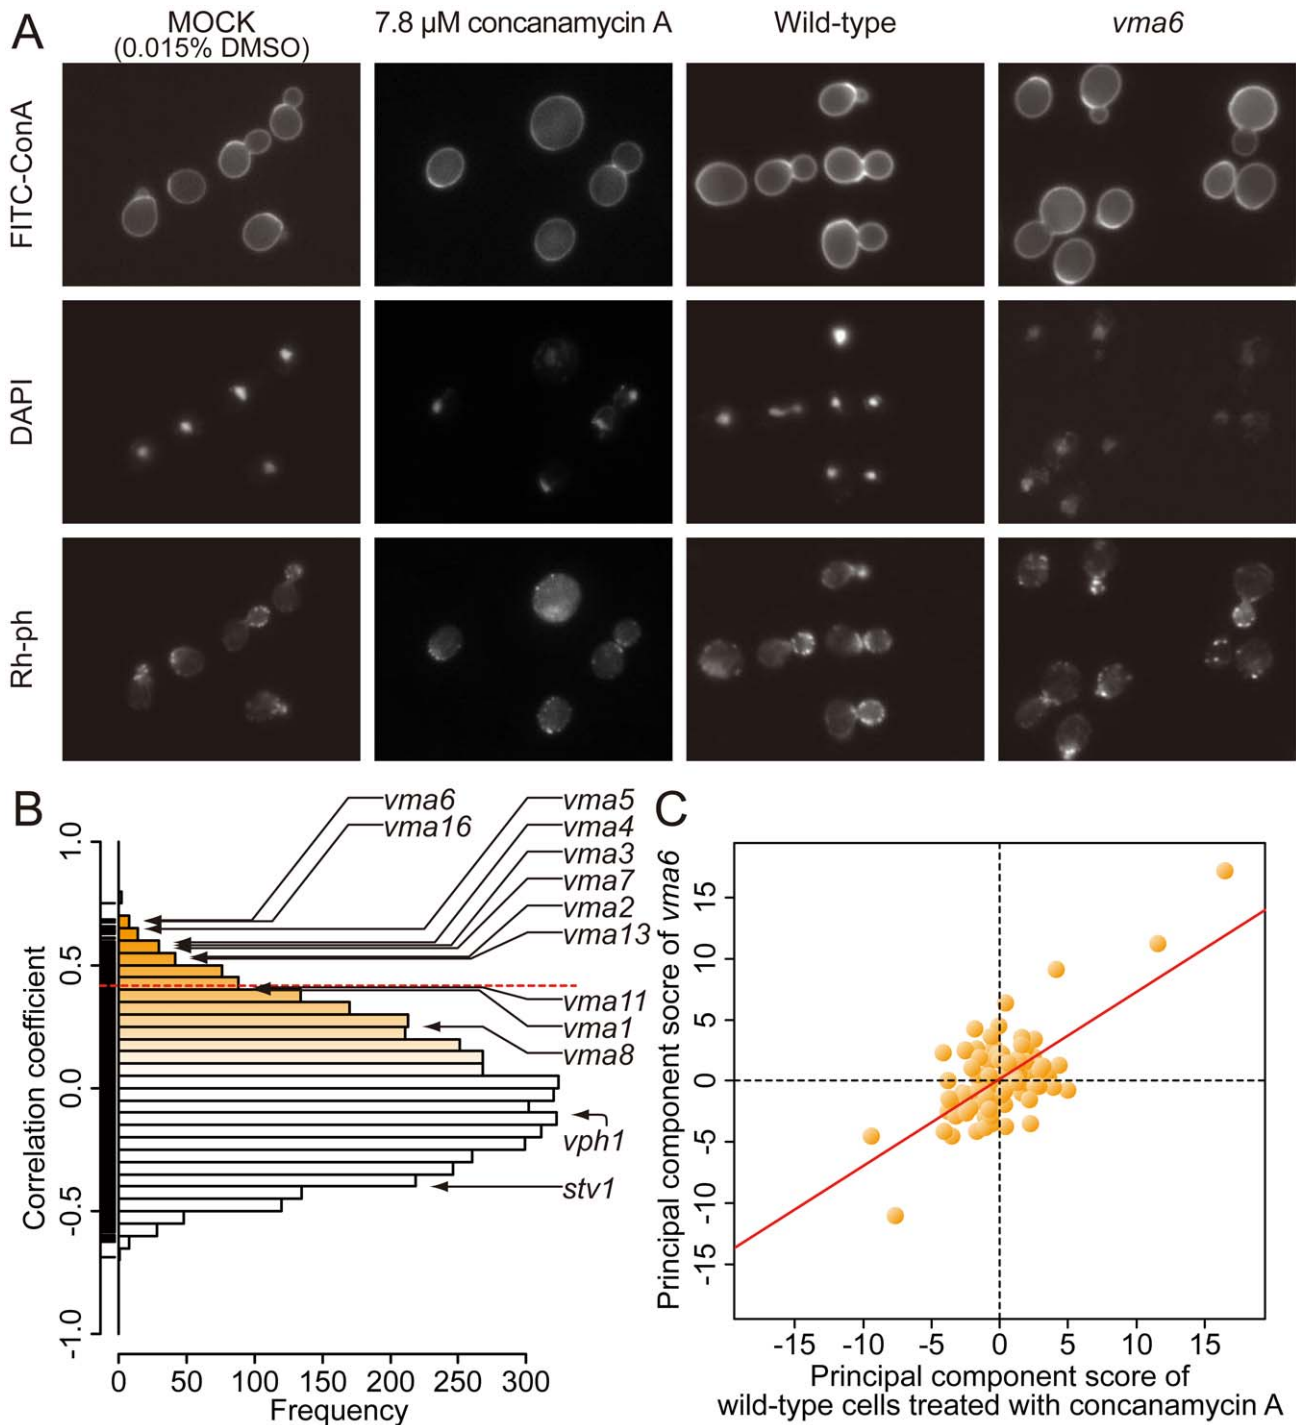 A
MOCK
(0.015% DMSO)
7.8 µM concanamycin A
Wild-type
vma6
FITC-ConA
DAPI
Rh-ph
B
vma6
vma16
vma5
vma4
vma3
vma7
vma2
vma13
vma11
vma1
vma8
vph1
stv1
Correlation coefficient
1.0
0.5
0.0
-0.5
-1.0
0 50 100 150 200 250 300
Frequency
C
Principal component score of vma6
15
10
5
0
-5
-10
-15
-15 -10 -5 0 5 10 15
Principal component score of
wild-type cells treated with concanamycin A